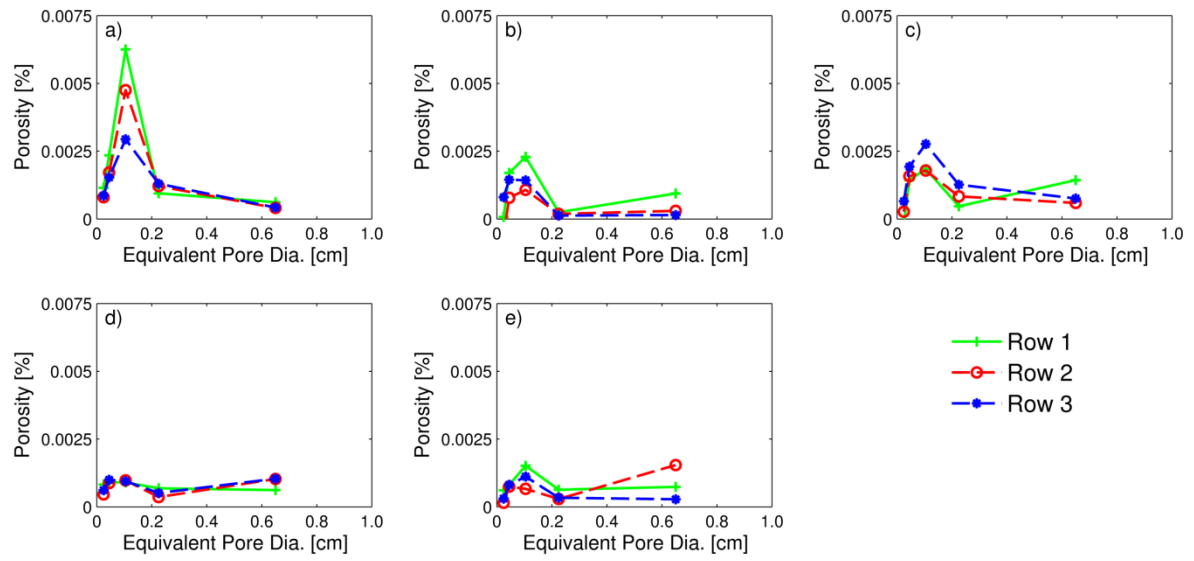 a)
0.0075
0.005
0.0025
0
Porosity [%]
0 0.2 0.4 0.6 0.8 1.0
Equivalent Pore Dia. [cm]
b)
0.0075
0.005
0.0025
0
Porosity [%]
0 0.2 0.4 0.6 0.8 1.0
Equivalent Pore Dia. [cm]
c)
0.0075
0.005
0.0025
0
Porosity [%]
0 0.2 0.4 0.6 0.8 1.0
Equivalent Pore Dia. [cm]
d)
0.0075
0.005
0.0025
0
Porosity [%]
0 0.2 0.4 0.6 0.8 1.0
Equivalent Pore Dia. [cm]
e)
0.0075
0.005
0.0025
0
Porosity [%]
0 0.2 0.4 0.6 0.8 1.0
Equivalent Pore Dia. [cm]
Row 1
Row 2
Row 3